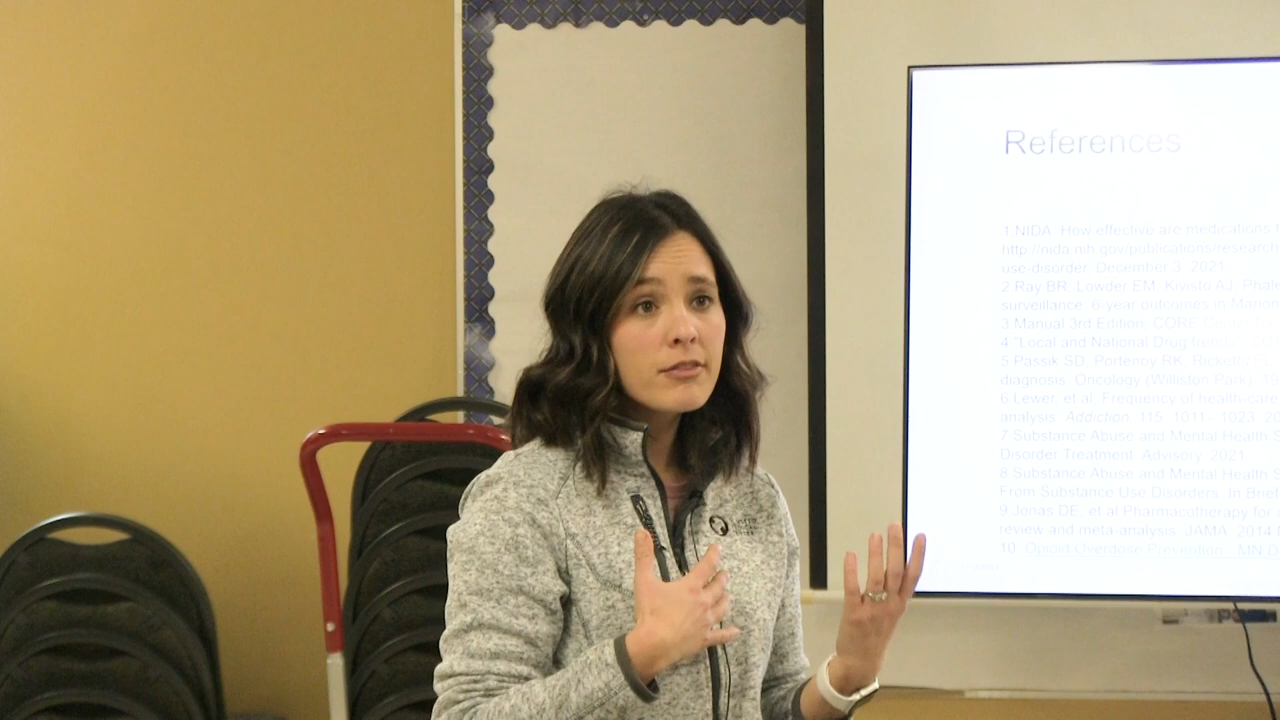 References
1 NIDA. How effective are medications
http://nida.nih.gov/publications/research
use-disorder. December 3, 2021
2 Ray BR, Lowder EM, Kivisto AJ, Phale
surveillance: 6-year outcomes in Marion
3 Manual 3rd Edition, CORE Center
4 "Local and National Drug trends"
5 Passik SD, Portenoy RK, Ricketts
diagnosis. Oncology (Williston Park).
6 Lewer, et al. Frequency of health-care
analysis. Addiction. 115: 1011– 1023. 20
7 Substance Abuse and Mental Health S
Disorder Treatment. Advisory. 2021
8 Substance Abuse and Mental Health S
From Substance Use Disorders. In Brief
9 Jonas DE, et al Pharmacotherapy for
review and meta-analysis. JAMA. 2014
10. Opioid Overdose Prevention. MN D